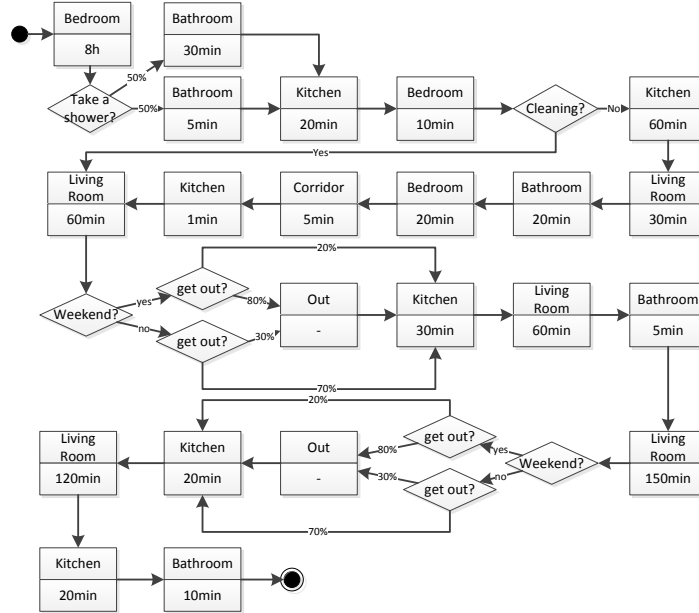 Bedroom
8h
Bathroom
30min
50%
Take a
shower?
50%
Bathroom
5min
Kitchen
20min
Bedroom
10min
Cleaning?
No
Kitchen
60min
Yes
Living
Room
60min
Kitchen
1min
Corridor
5min
Bedroom
20min
Bathroom
20min
Living
Room
30min
20%
Weekend?
yes
get out?
80%
no
get out?
30%
Out
-
Kitchen
30min
Living
Room
60min
Bathroom
5min
70%
20%
Living
Room
120min
Kitchen
20min
Out
-
80%
get out?
yes
30%
get out?
no
Weekend?
Living
Room
150min
70%
Kitchen
20min
Bathroom
10min